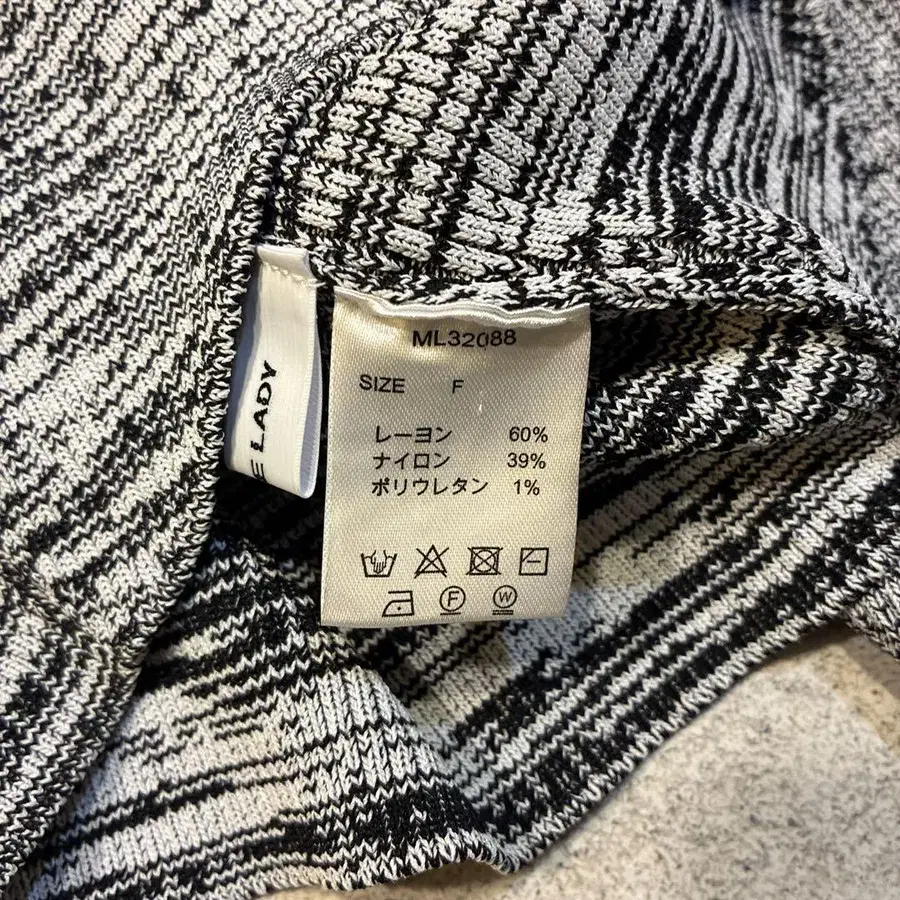 ML32088
SIZE F
レーヨン 60%
ナイロン 39%
ポリウレタン 1%
F W
E LADY